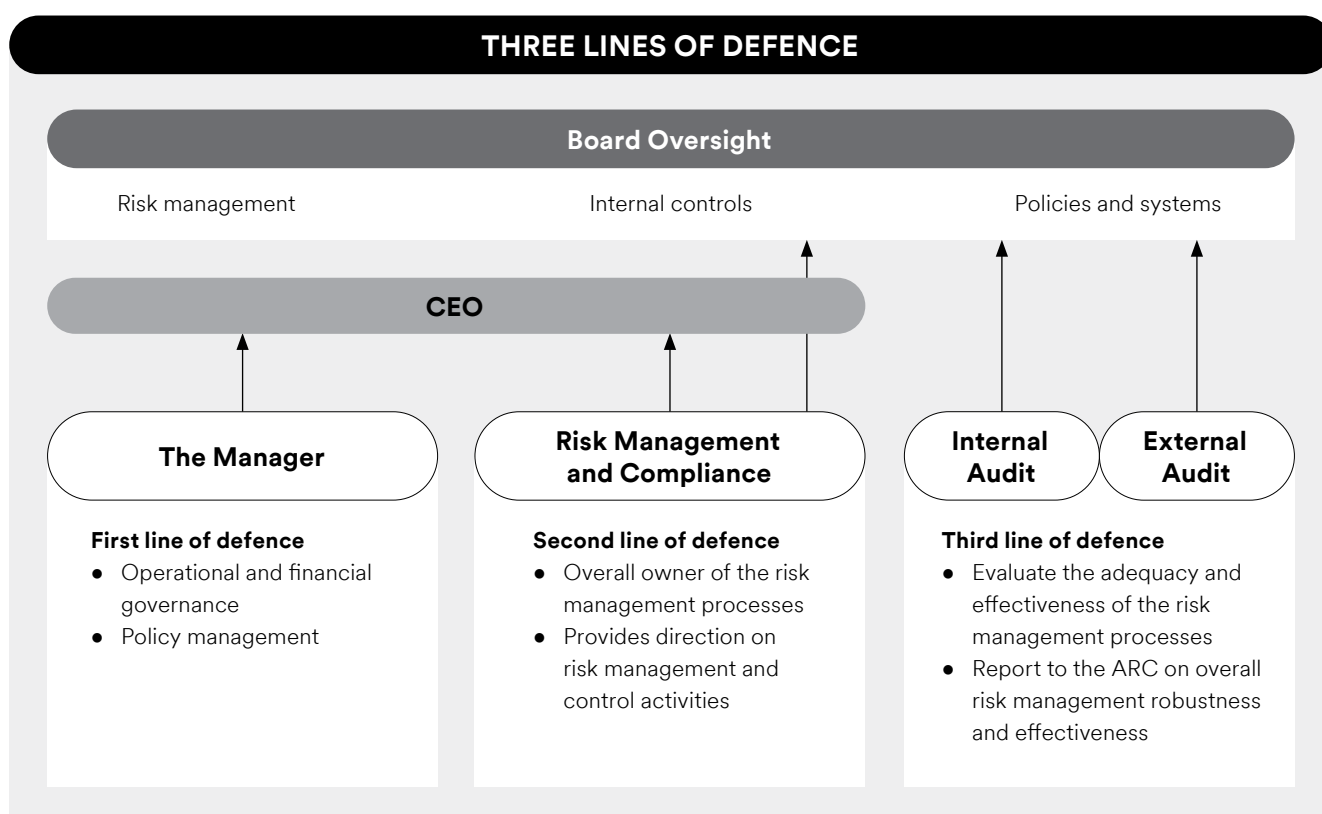 THREE LINES OF DEFENCE
Board Oversight
Risk management
Internal controls
Policies and systems
CEO
The Manager
First line of defence
● Operational and financial
governance
● Policy management
Risk Management
and Compliance
Second line of defence
● Overall owner of the risk
management processes
● Provides direction on
risk management and
control activities
Internal
Audit
External
Audit
Third line of defence
● Evaluate the adequacy and
effectiveness of the risk
management processes
● Report to the ARC on overall
risk management robustness
and effectiveness